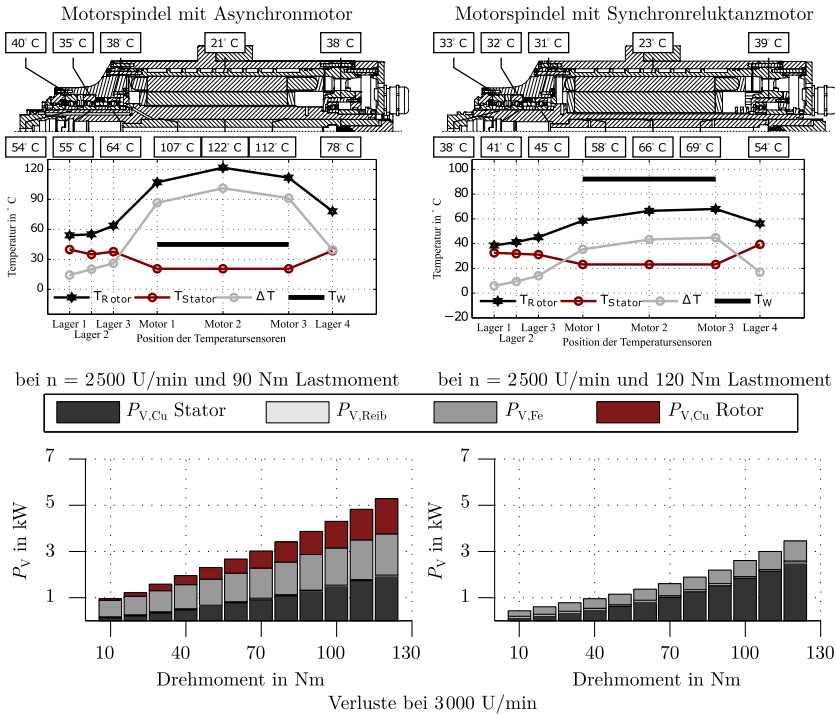 Motorspindel mit Asynchronmotor
Motorspindel mit Synchronreluktanzmotor
40° C
35° C
38° C
21° C
38° C
33° C
32° C
31° C
23° C
39° C
54° C
55° C
64° C
107° C
122° C
112° C
78° C
38° C
41° C
45° C
58° C
66° C
69° C
54° C
Temperatur in ° C
120
90
60
30
0
T_Rotor
T_Stator
ΔT
T_W
Lager 1
Lager 2
Lager 3
Motor 1
Motor 2
Motor 3
Lager 4
Position der Temperatursensoren
Temperatur in ° C
100
80
60
40
20
0
−20
T_Rotor
T_Stator
ΔT
T_W
Lager 1
Lager 2
Lager 3
Motor 1
Motor 2
Motor 3
Lager 4
Position der Temperatursensoren
bei n = 2500 U/min und 90 Nm Lastmoment
bei n = 2500 U/min und 120 Nm Lastmoment
P_V,Cu Stator
P_V,Reib
P_V,Fe
P_V,Cu Rotor
P_V in kW
7
5
3
1
10
40
70
100
130
Drehmoment in Nm
P_V in kW
7
5
3
1
10
40
70
100
130
Drehmoment in Nm
Verluste bei 3000 U/min